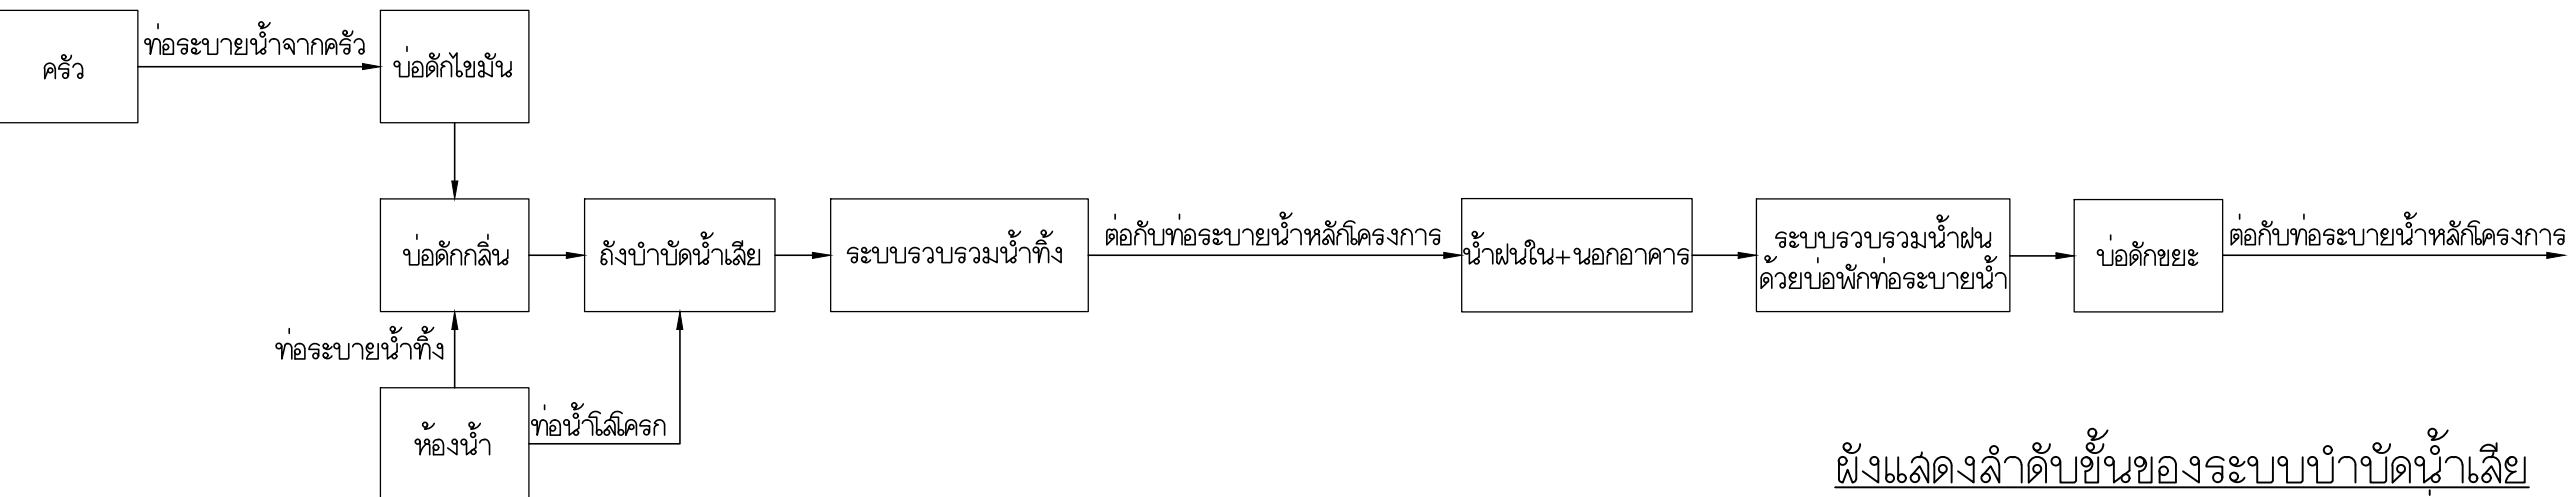 ครัว
ท่อระบายน้ำจากครัว
บ่อดักไขมัน
บ่อดักกลิ่น
ถังบำบัดน้ำเสีย
ระบบรวบรวมน้ำทิ้ง
ต่อกับท่อระบายน้ำหลักโครงการ
น้ำฝนใน+นอกอาคาร
ระบบรวบรวมน้ำฝน
ด้วยบ่อพักท่อระบายน้ำ
บ่อดักขยะ
ต่อกับท่อระบายน้ำหลักโครงการ
ท่อระบายน้ำทิ้ง
ห้องน้ำ
ท่อน้ำโสโครก
ผังแสดงลำดับขั้นของระบบบำบัดน้ำเสีย